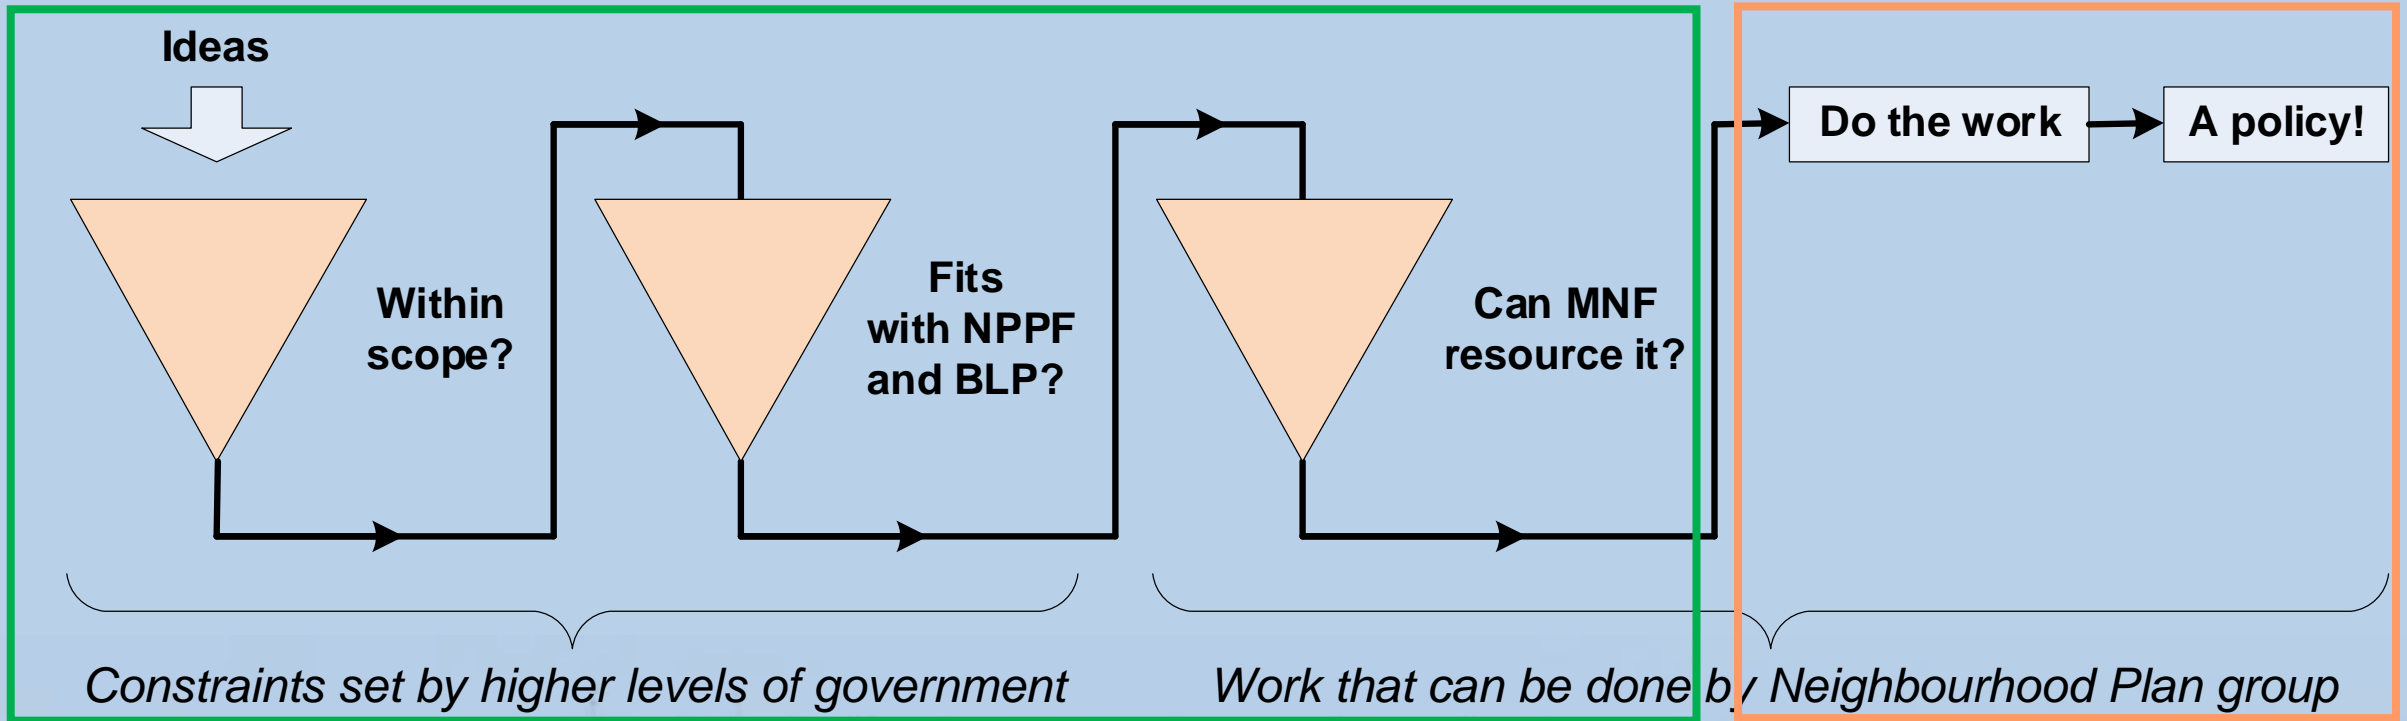 Ideas
Within
scope?
Fits
with NPPF
and BLP?
Can MNF
resource it?
Do the work
A policy!
Constraints set by higher levels of government
Work that can be done by Neighbourhood Plan group